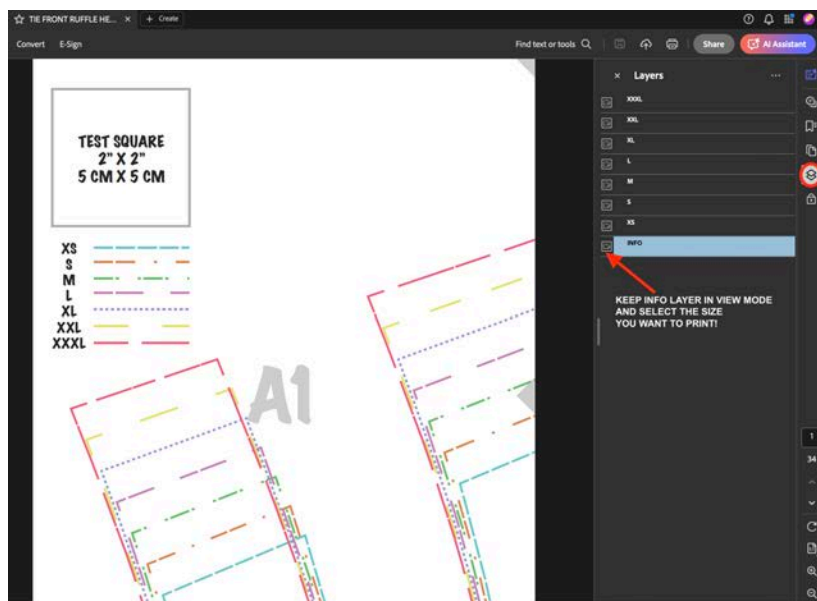 TIE FRONT RUFFLE HE...
+ Create
Convert E-Sign
Find text or tools
Share
AI Assistant
TEST SQUARE
2" X 2"
5 CM X 5 CM
XS
S
M
L
XL
XXL
XXXL
A1
Layers
XXXL
XXL
XL
L
M
S
XS
INFO
KEEP INFO LAYER IN VIEW MODE
AND SELECT THE SIZE
YOU WANT TO PRINT!
1
34